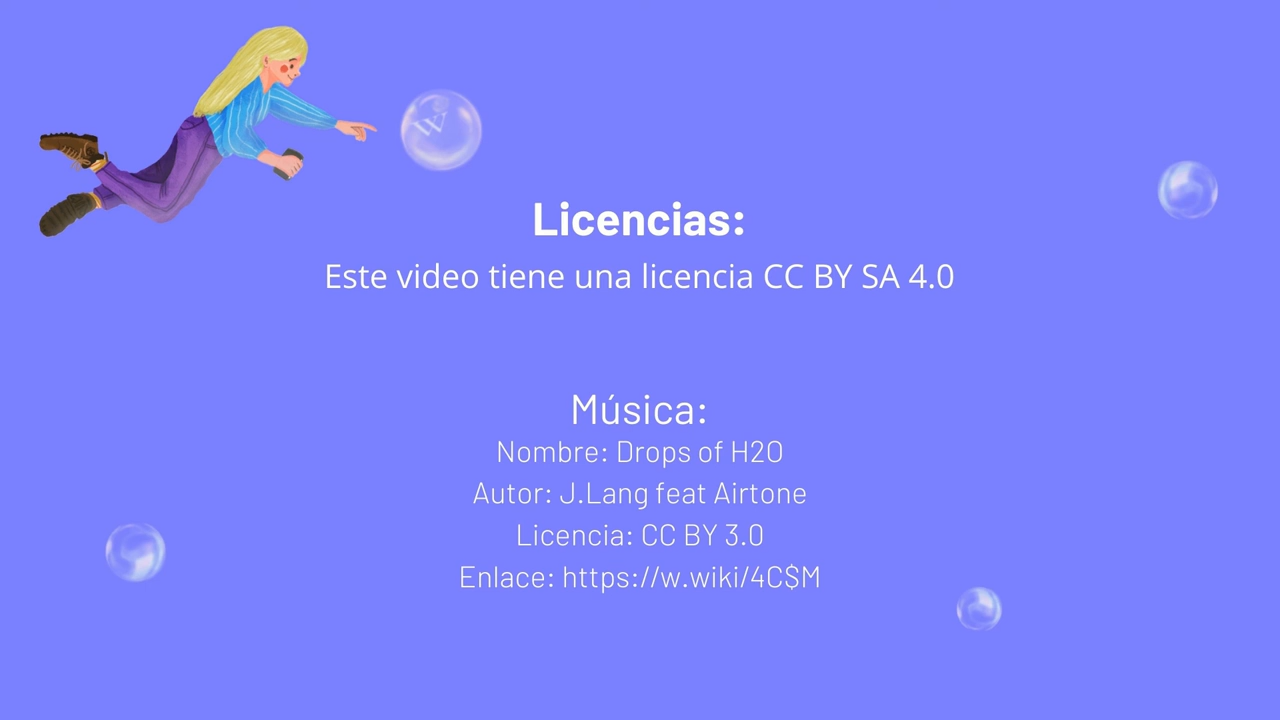 W
Licencias:
Este video tiene una licencia CC BY SA 4.0
Música:
Nombre: Drops of H2O
Autor: J.Lang feat Airtone
Licencia: CC BY 3.0
Enlace: https://w.wiki/4C$M